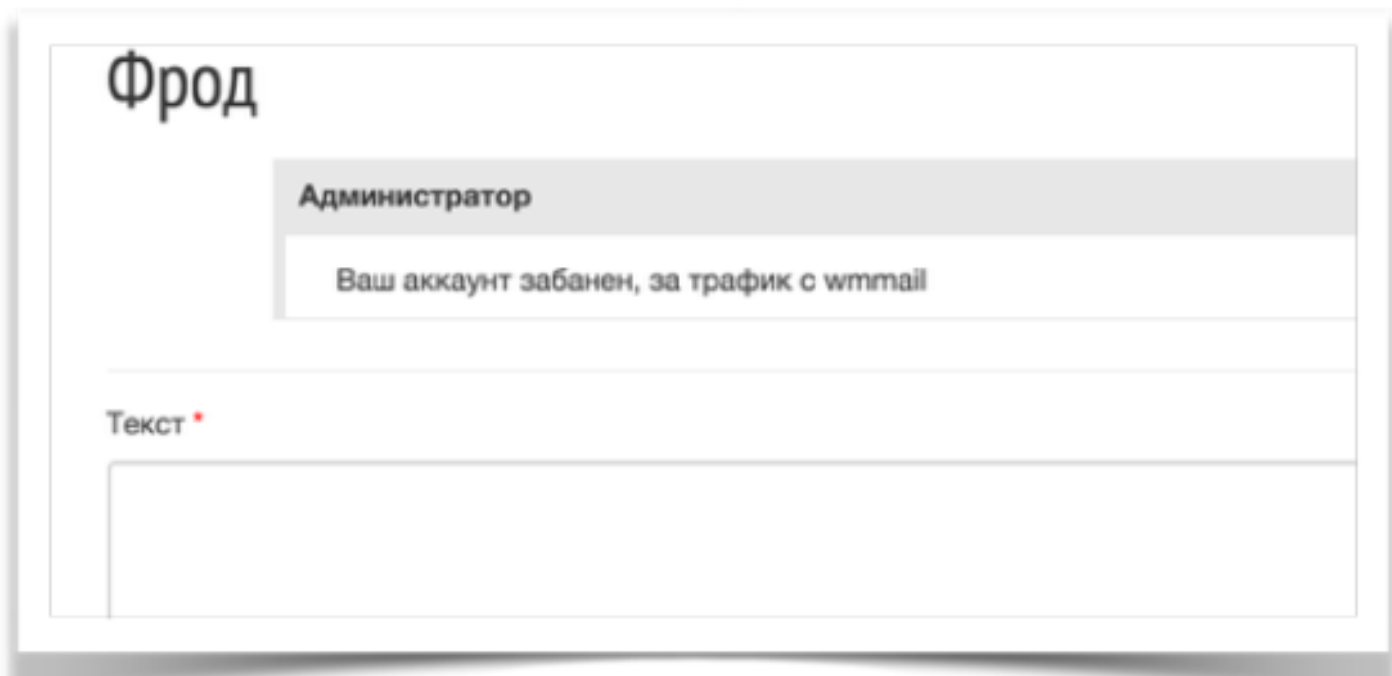 Фрод
Администратор
Ваш аккаунт забанен, за трафик с wmmail
Текст *